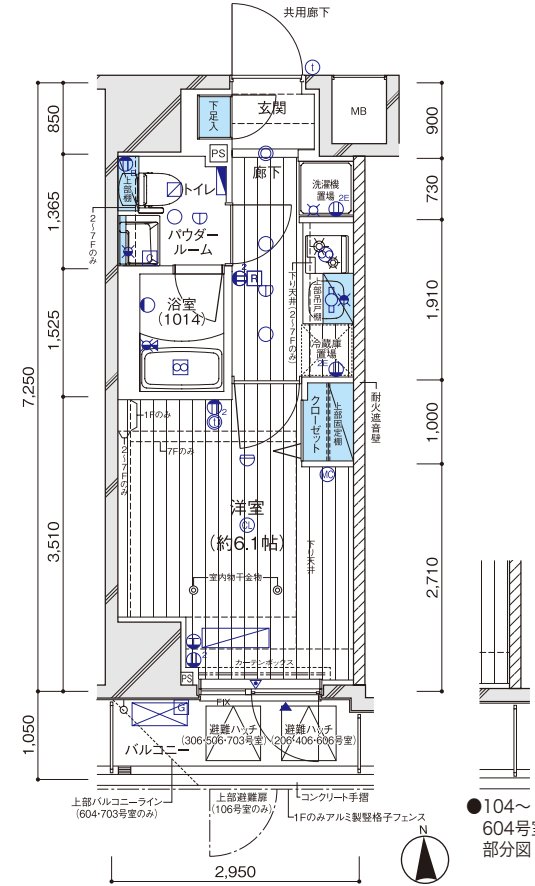 共用廊下
t
玄関
下足入
MB
850
900
PS
廊下
トイレ
上部棚
洗濯機
置場
2E
730
1,365
2～7Fのみ
パウダー
ルーム
2
R
下り天井(2～7Fのみ)
上部吊戸棚
1,910
浴室
(1014)
冷蔵庫
置場
2E
1,525
7,250
クローゼット
上部固定棚
耐火遮音壁
1,000
1Fのみ
2
7Fのみ
2～7Fのみ
MC
洋室
CL
(約6.1帖)
下り天井
3,510
2,710
室内物干金物
2
カーテンボックス
PS
FIX
G
避難ハッチ
(306・506・703号室)
避難ハッチ
(206・406・606号室)
バルコニー
1,050
上部バルコニーライン
(604・703号室のみ)
上部避難扉
(106号室のみ)
コンクリート手摺
1Fのみアルミ製竪格子フェンス
2,950
N
●104～
604号室
部分図